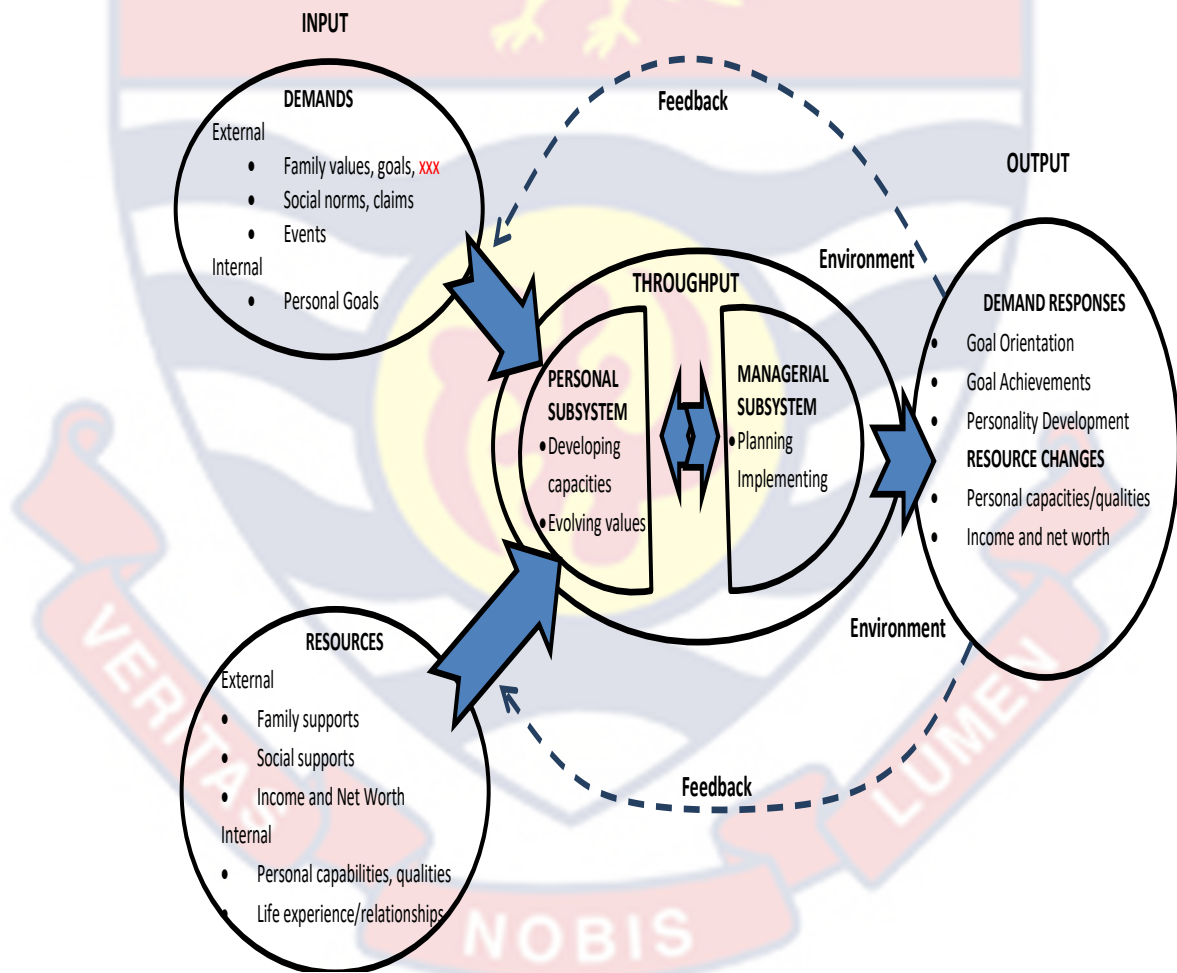 INPUT
DEMANDS
External
• Family values, goals, xxx
• Social norms, claims
• Events
Internal
• Personal Goals
Feedback
OUTPUT
Environment
THROUGHPUT
PERSONAL
SUBSYSTEM
• Developing
capacities
• Evolving values
MANAGERIAL
SUBSYSTEM
• Planning
Implementing
DEMAND RESPONSES
• Goal Orientation
• Goal Achievements
• Personality Development
RESOURCE CHANGES
• Personal capacities/qualities
• Income and net worth
Environment
RESOURCES
External
• Family supports
• Social supports
• Income and Net Worth
Internal
• Personal capabilities, qualities
• Life experience/relationships
Feedback
VERITAS
NOBIS
LUMEN